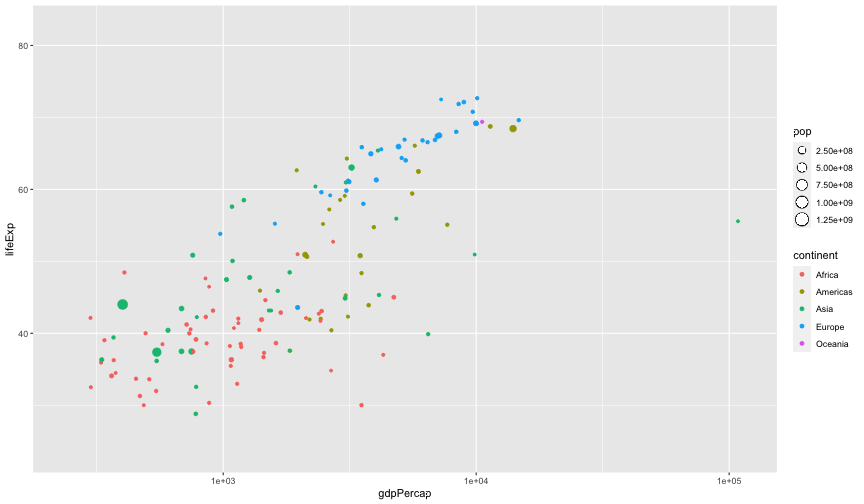 80
60
40
lifeExp
1e+03
1e+04
1e+05
gdpPercap
pop
2.50e+08
5.00e+08
7.50e+08
1.00e+09
1.25e+09
continent
Africa
Americas
Asia
Europe
Oceania